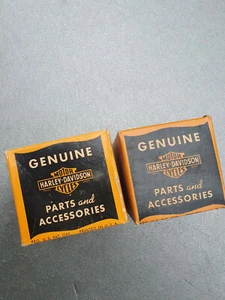 GENUINE
MOTOR
HARLEY-DAVIDSON
CYCLES
PARTS and
ACCESSORIES
GENUINE
MOTOR
HARLEY-DAVIDSON
CYCLES
PARTS and
ACCESSORIES